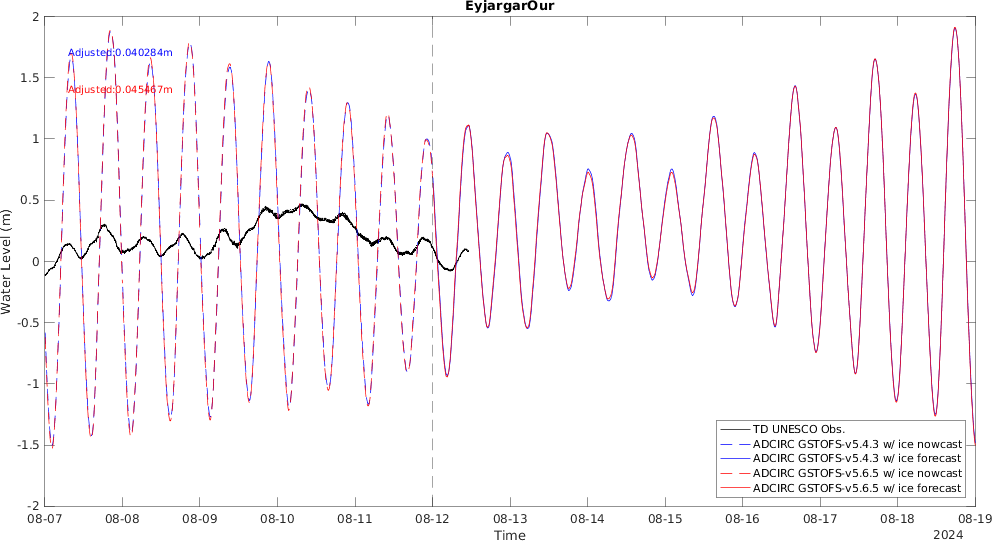 EyjargarOur
2
1.5
1
0.5
0
-0.5
-1
-1.5
-2
Water Level (m)
Adjusted:0.040284m
Adjusted:0.045467m
TD UNESCO Obs.
ADCIRC GSTOFS-v5.4.3 w/ ice nowcast
ADCIRC GSTOFS-v5.4.3 w/ ice forecast
ADCIRC GSTOFS-v5.6.5 w/ ice nowcast
ADCIRC GSTOFS-v5.6.5 w/ ice forecast
08-07 08-08 08-09 08-10 08-11 08-12 08-13 08-14 08-15 08-16 08-17 08-18 08-19
Time
2024